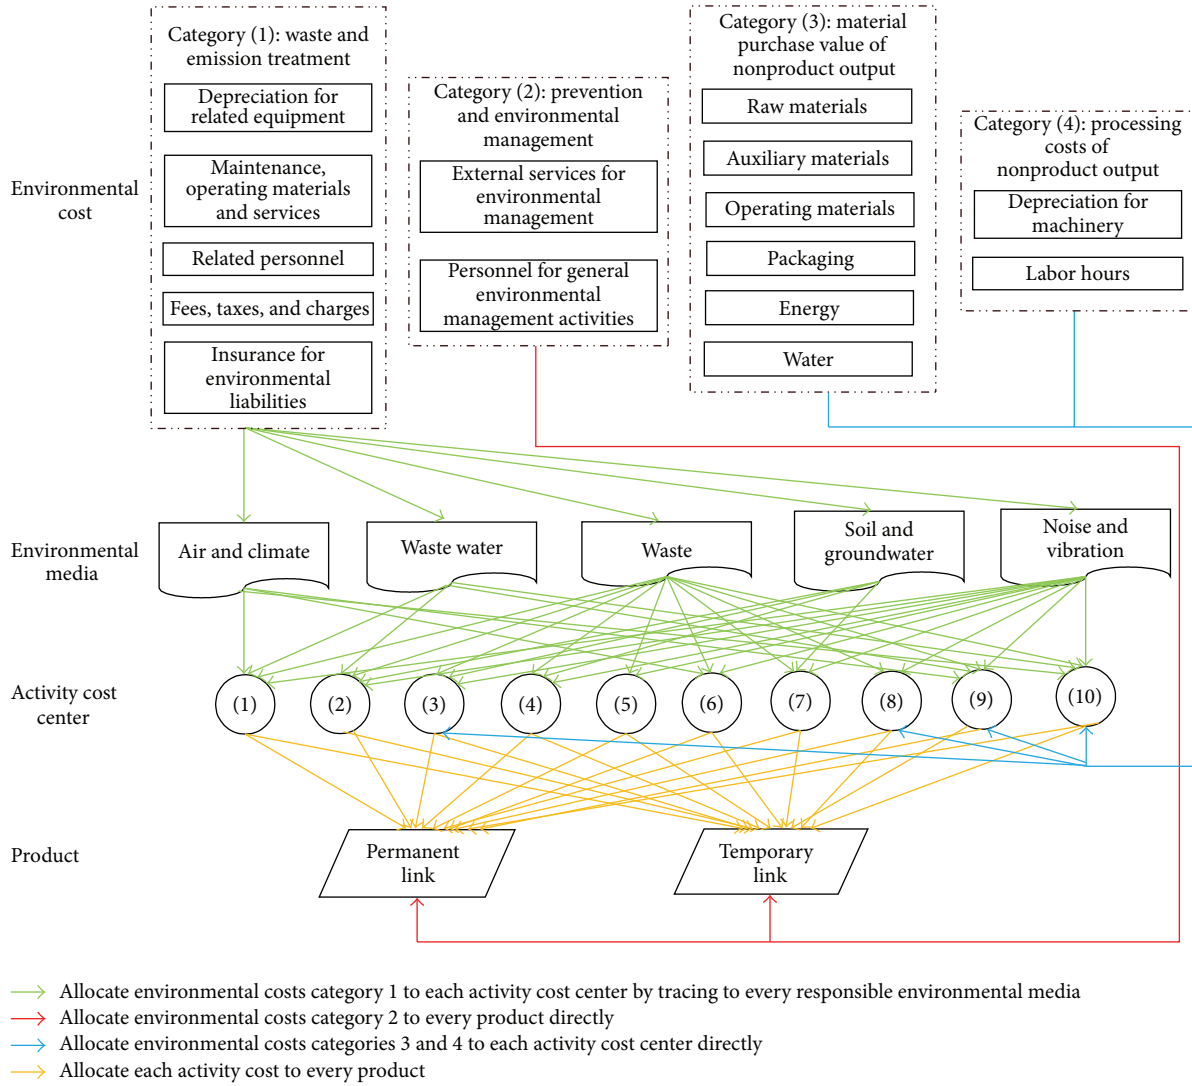 Environmental
cost
Category (1): waste and
emission treatment
Depreciation for
related equipment
Maintenance,
operating materials
and services
Related personnel
Fees, taxes, and charges
Insurance for
environmental
liabilities
Category (2): prevention
and environmental
management
External services for
environmental
management
Personnel for general
environmental
management activities
Category (3): material
purchase value of
nonproduct output
Raw materials
Auxiliary materials
Operating materials
Packaging
Energy
Water
Category (4): processing
costs of
nonproduct output
Depreciation for
machinery
Labor hours
Environmental
media
Air and climate
Waste water
Waste
Soil and
groundwater
Noise and
vibration
Activity cost
center
(1)
(2)
(3)
(4)
(5)
(6)
(7)
(8)
(9)
(10)
Product
Permanent
link
Temporary
link
Allocate environmental costs category 1 to each activity cost center by tracing to every responsible environmental media
Allocate environmental costs category 2 to every product directly
Allocate environmental costs categories 3 and 4 to each activity cost center directly
Allocate each activity cost to every product